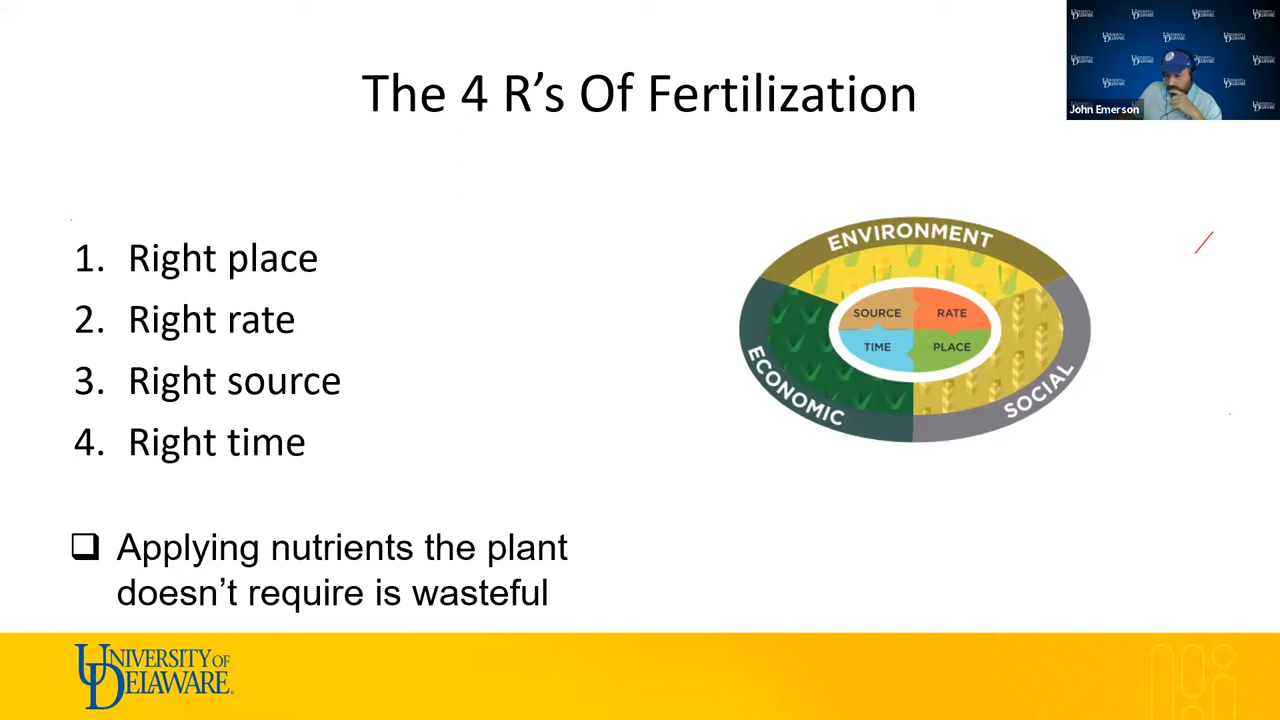 The 4 R's Of Fertilization
John Emerson
1. Right place
2. Right rate
3. Right source
4. Right time
ENVIRONMENT
SOURCE
RATE
TIME
PLACE
ECONOMIC
SOCIAL
Applying nutrients the plant
doesn't require is wasteful
UNIVERSITY OF
DELAWARE